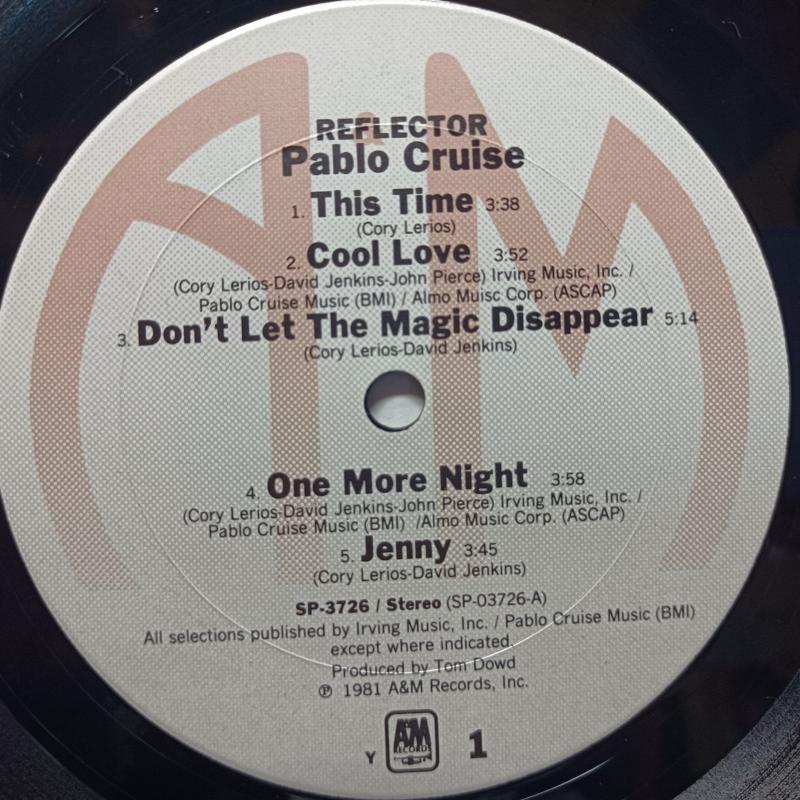 REFLECTOR
Pablo Cruise
1. This Time 3:38
(Cory Lerios)
2. Cool Love 3:52
(Cory Lerios-David Jenkins-John Pierce) Irving Music, Inc. /
Pablo Cruise Music (BMI) / Almo Muisc Corp. (ASCAP)
3. Don't Let The Magic Disappear 5:14
(Cory Lerios-David Jenkins)
4. One More Night 3:58
(Cory Lerios-David Jenkins-John Pierce) Irving Music, Inc. /
Pablo Cruise Music (BMI) /Almo Music Corp. (ASCAP)
5. Jenny 3:45
(Cory Lerios-David Jenkins)
SP-3726 / Stereo (SP-03726-A)
All selections published by Irving Music, Inc. / Pablo Cruise Music (BMI)
except where indicated.
Produced by Tom Dowd
℗ 1981 A&M Records, Inc.
Y A&M RECORDS 1